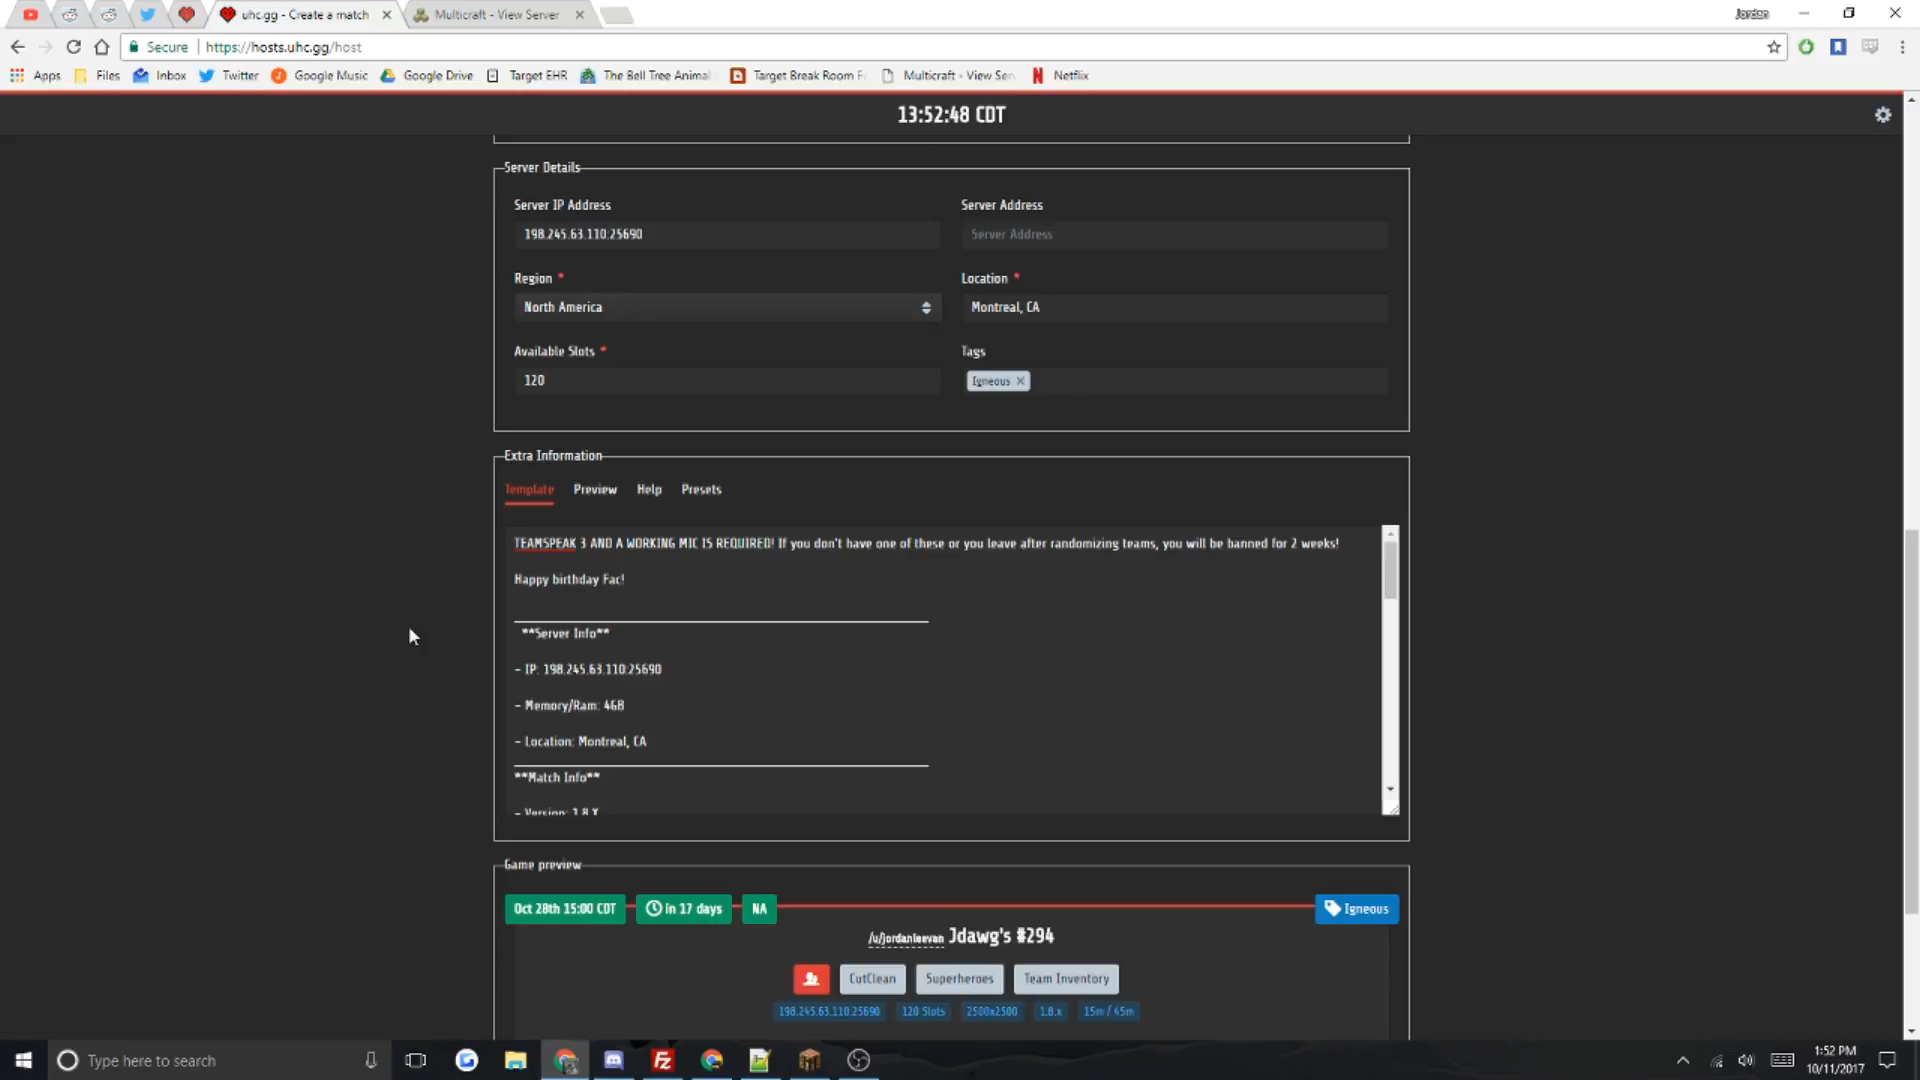 uhc.gg - Create a match
Multicraft - View Server
Jordan
Secure
https://hosts.uhc.gg/host
Apps
Files
Inbox
Twitter
Google Music
Google Drive
Target EHR
The Bell Tree Animal
Target Break Room F
Multicraft - View Ser
Netflix
13:52:48 CDT
Server Details
Server IP Address
Server Address
198.245.63.110:25690
Server Address
Region *
Location *
North America
Montreal, CA
Available Slots *
Tags
120
Igneous ×
Extra Information
Template Preview Help Presets
TEAMSPEAK 3 AND A WORKING MIC IS REQUIRED! If you don't have one of these or you leave after randomizing teams, you will be banned for 2 weeks!
Happy birthday Fac!
**Server Info**
- IP: 198.245.63.110:25690
- Memory/Ram: 4GB
- Location: Montreal, CA
**Match Info**
- Version: 1.8.X
Game preview
Oct 28th 15:00 CDT
in 17 days
NA
Igneous
/u/jordanleevan Jdawg's #294
CutClean
Superheroes
Team Inventory
198.245.63.110:25690
120 Slots
2500x2500
1.8.x
15m / 45m
Type here to search
1:52 PM
10/11/2017